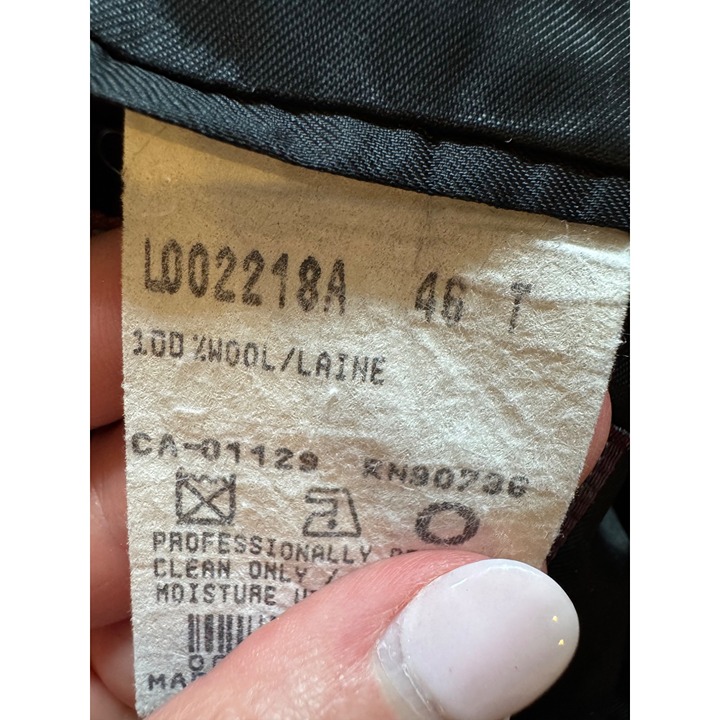 L002218A 46 T
100 %WOOL/LAINE
CA-01129 RN90736
PROFESSIONALLY
CLEAN ONLY /
MOISTURE